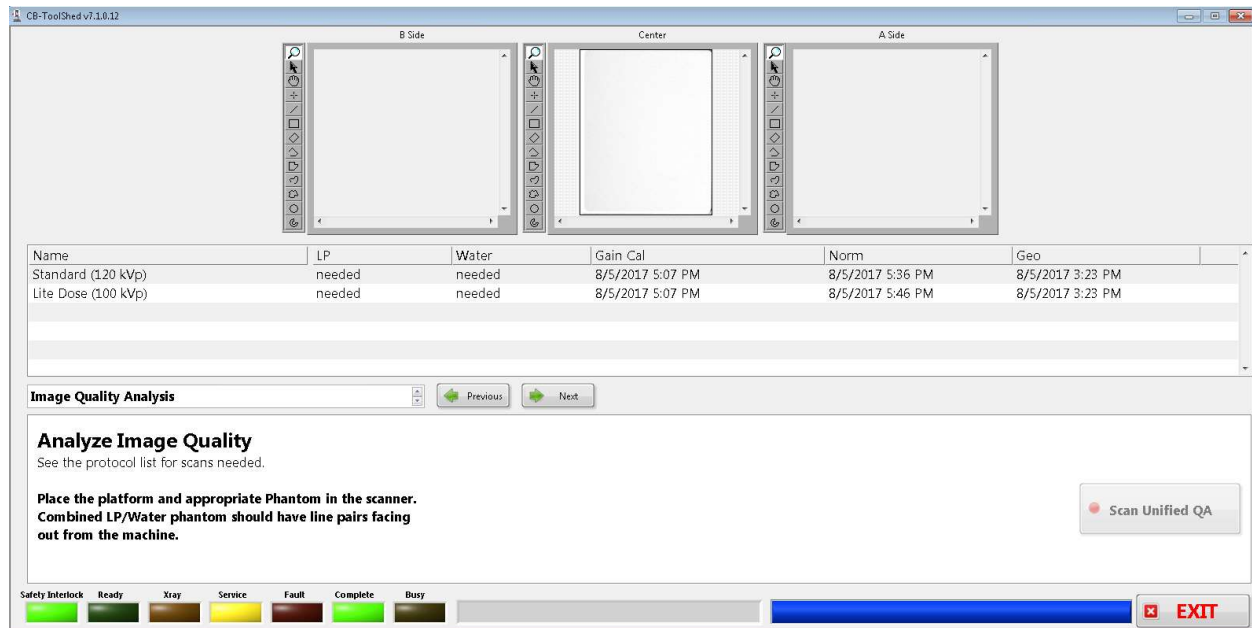 CB-ToolShed v7.1.0.12
B Side
Center
A Side
Name LP Water Gain Cal Norm Geo
Standard (120 kVp) needed needed 8/5/2017 5:07 PM 8/5/2017 5:36 PM 8/5/2017 3:23 PM
Lite Dose (100 kVp) needed needed 8/5/2017 5:07 PM 8/5/2017 5:46 PM 8/5/2017 3:23 PM
Image Quality Analysis
Previous
Next
Analyze Image Quality
See the protocol list for scans needed.
Place the platform and appropriate Phantom in the scanner.
Combined LP/Water phantom should have line pairs facing
out from the machine.
Scan Unified QA
Safety Interlock Ready Xray Service Fault Complete Busy
EXIT